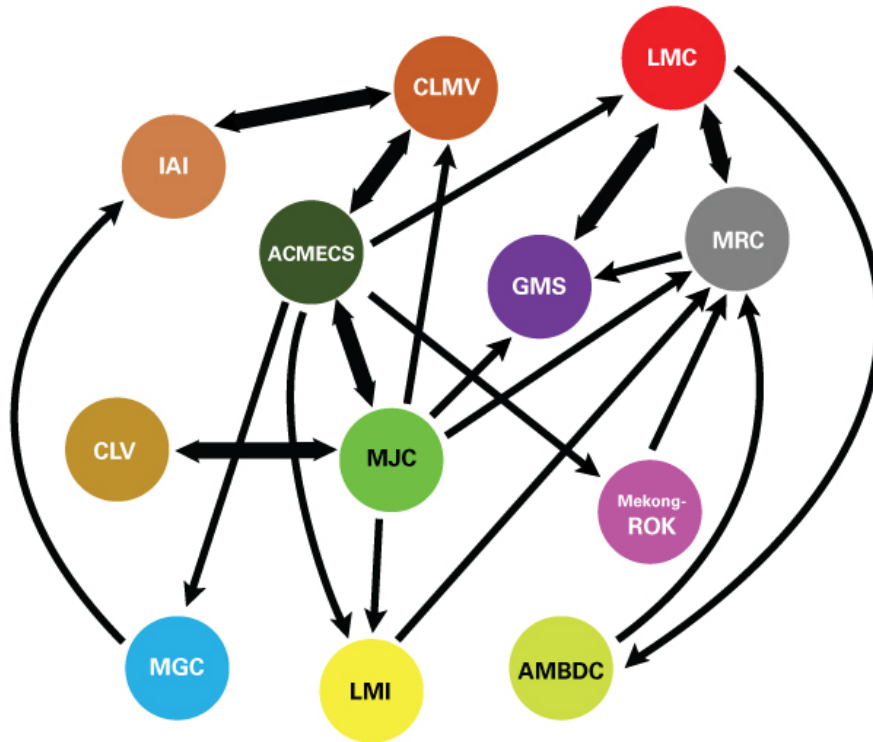 CLMV
LMC
IAI
ACMECS
MRC
GMS
CLV
MJC
Mekong-
ROK
MGC
LMI
AMBDC